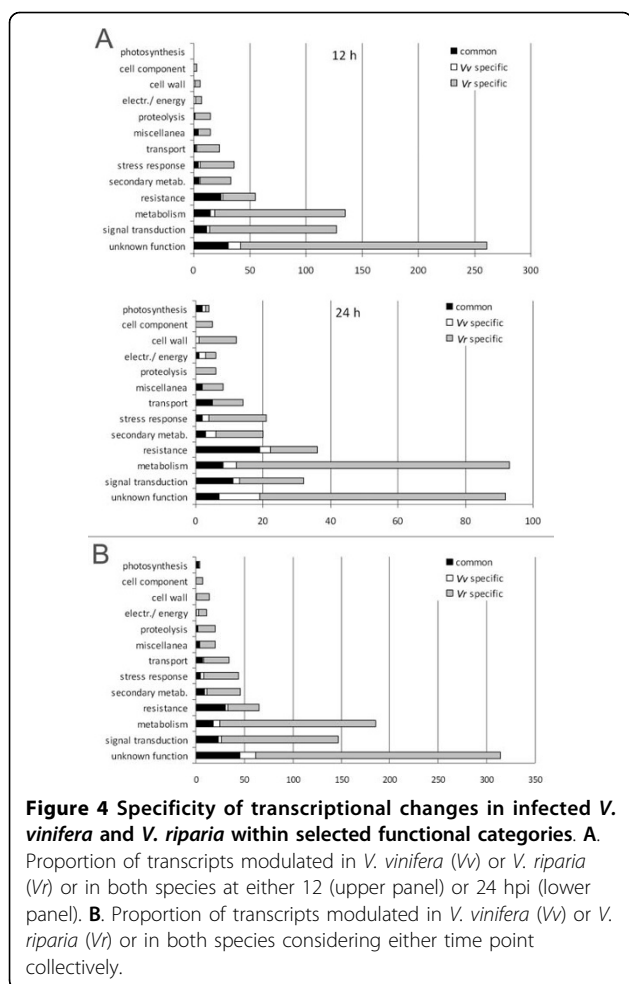 A
12 h
photosynthesis
cell component
cell wall
electr./ energy
proteolysis
miscellanea
transport
stress response
secondary metab.
resistance
metabolism
signal transduction
unknown function
common
Vv specific
Vr specific
0 50 100 150 200 250 300
24 h
photosynthesis
cell component
cell wall
electr./ energy
proteolysis
miscellanea
transport
stress response
secondary metab.
resistance
metabolism
signal transduction
unknown function
common
Vv specific
Vr specific
0 20 40 60 80 100
B
photosynthesis
cell component
cell wall
electr./ energy
proteolysis
miscellanea
transport
stress response
secondary metab.
resistance
metabolism
signal transduction
unknown function
common
Vv specific
Vr specific
0 50 100 150 200 250 300 350
Figure 4 Specificity of transcriptional changes in infected V.
vinifera and V. riparia within selected functional categories. A.
Proportion of transcripts modulated in V. vinifera (Vv) or V. riparia
(Vr) or in both species at either 12 (upper panel) or 24 hpi (lower
panel). B. Proportion of transcripts modulated in V. vinifera (Vv) or V.
riparia (Vr) or in both species considering either time point
collectively.